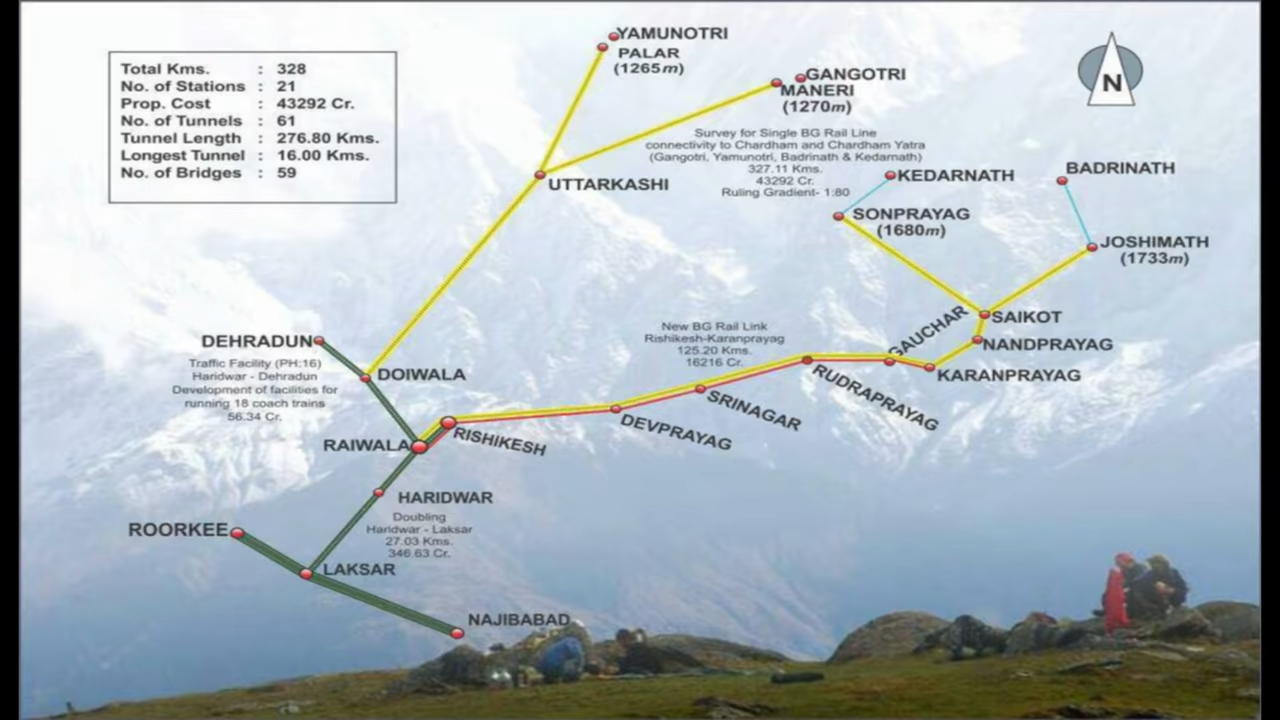 Total Kms. : 328
No. of Stations : 21
Prop. Cost : 43292 Cr.
No. of Tunnels : 61
Tunnel Length : 276.80 Kms.
Longest Tunnel : 16.00 Kms.
No. of Bridges : 59
YAMUNOTRI
PALAR
(1265m)
GANGOTRI
MANERI
(1270m)
N
Survey for Single BG Rail Line
connectivity to Chardham and Chardham Yatra
(Gangotri, Yamunotri, Badrinath & Kedarnath)
327.11 Kms.
43292 Cr.
Ruling Gradient- 1:80
UTTARKASHI
KEDARNATH
BADRINATH
SONPRAYAG
(1680m)
JOSHIMATH
(1733m)
GAUCHAR
SAIKOT
NANDPRAYAG
KARANPRAYAG
New BG Rail Link
Rishikesh-Karanprayag
125.20 Kms.
16216 Cr.
DEHRADUN
Traffic Facility (PH:16)
Haridwar - Dehradun
Development of facilities for
running 18 coach trains
56.34 Cr.
DOIWALA
RUDRAPRAYAG
SRINAGAR
DEVPRAYAG
RISHIKESH
RAIWALA
HARIDWAR
Doubling
Haridwar - Laksar
27.03 Kms.
346.63 Cr.
ROORKEE
LAKSAR
NAJIBABAD